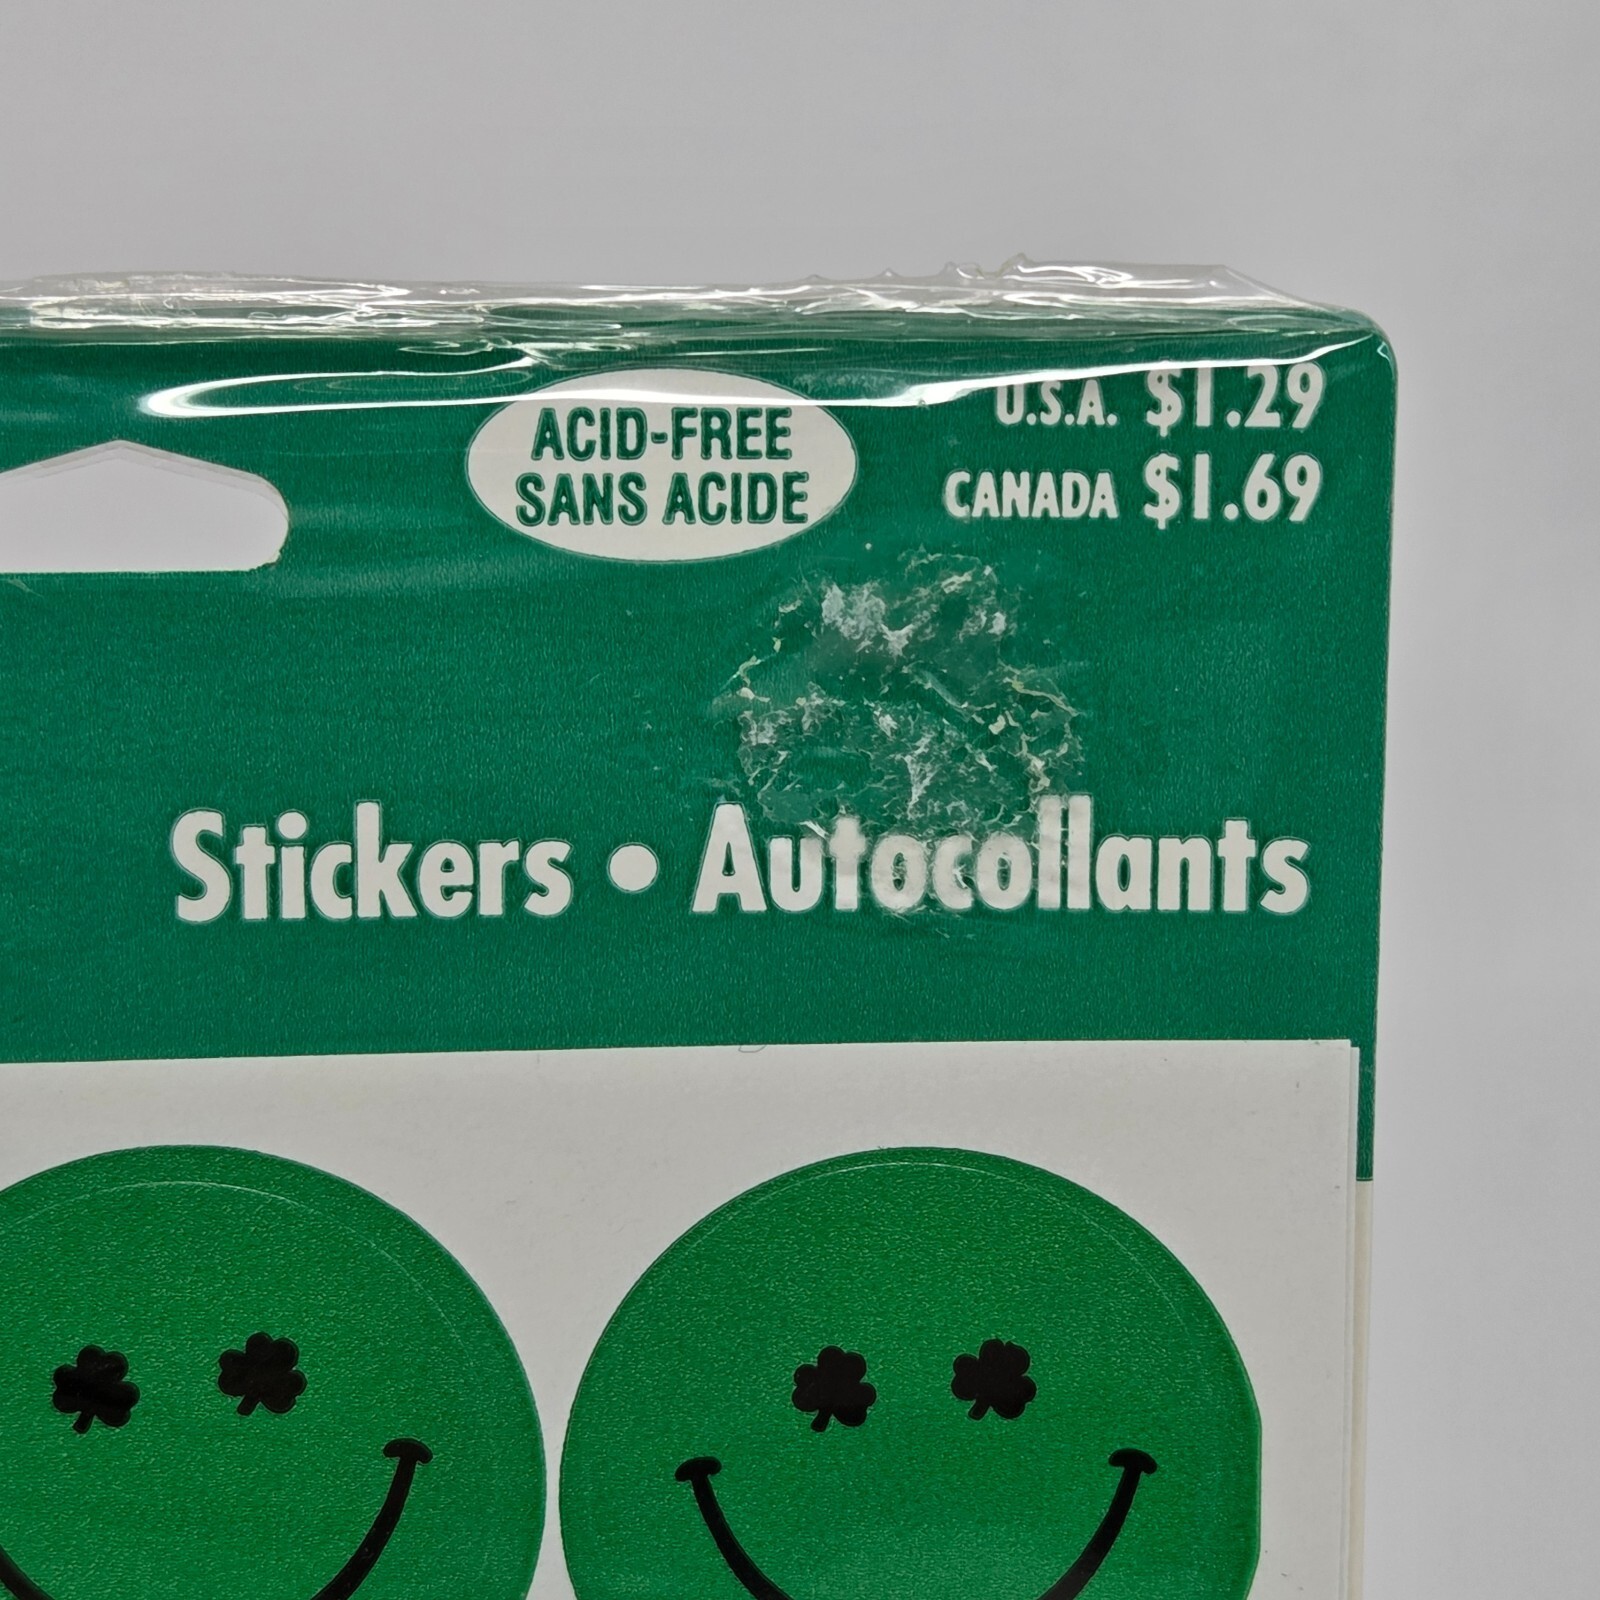 ACID-FREE
SANS ACIDE
U.S.A. $1.29
CANADA $1.69
Stickers • Autocollants